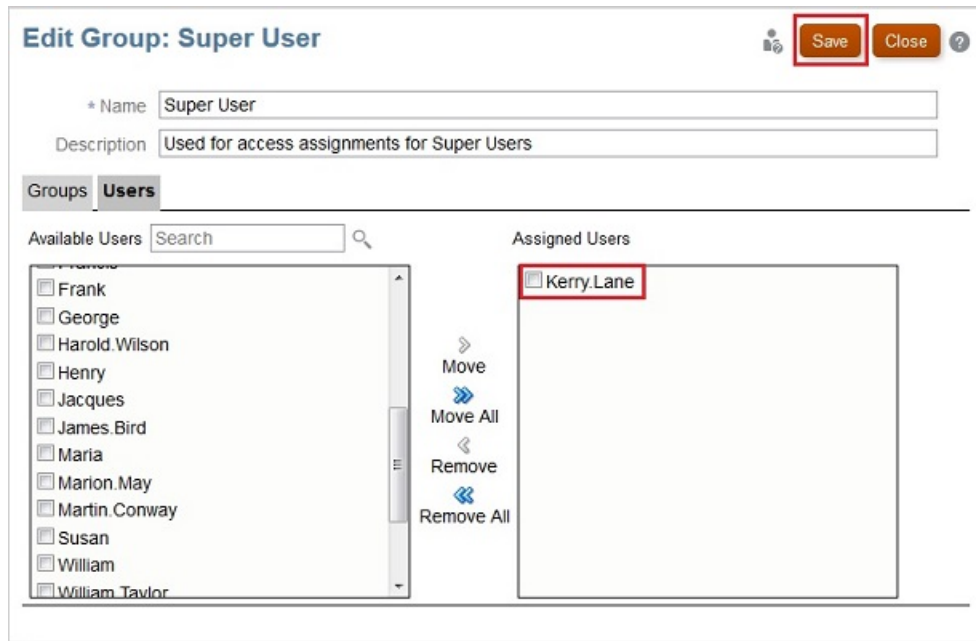 Edit Group: Super User
Save
Close
?
* Name Super User
Description Used for access assignments for Super Users
Groups Users
Available Users Search
Assigned Users
Francis
Frank
George
Harold.Wilson
Henry
Jacques
James.Bird
Maria
Marion.May
Martin.Conway
Susan
William
William.Taylor
Move
Move All
Remove
Remove All
Kerry.Lane